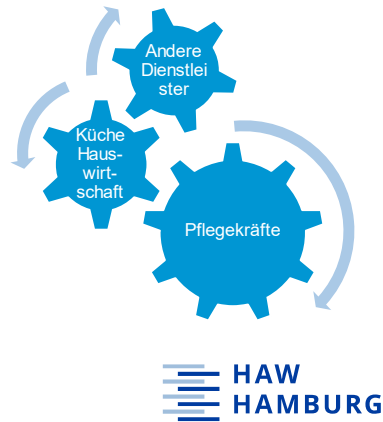 Andere
Dienstlei
ster
Küche
Haus-
wirt-
schaft
Pflegekräfte
HAW
HAMBURG